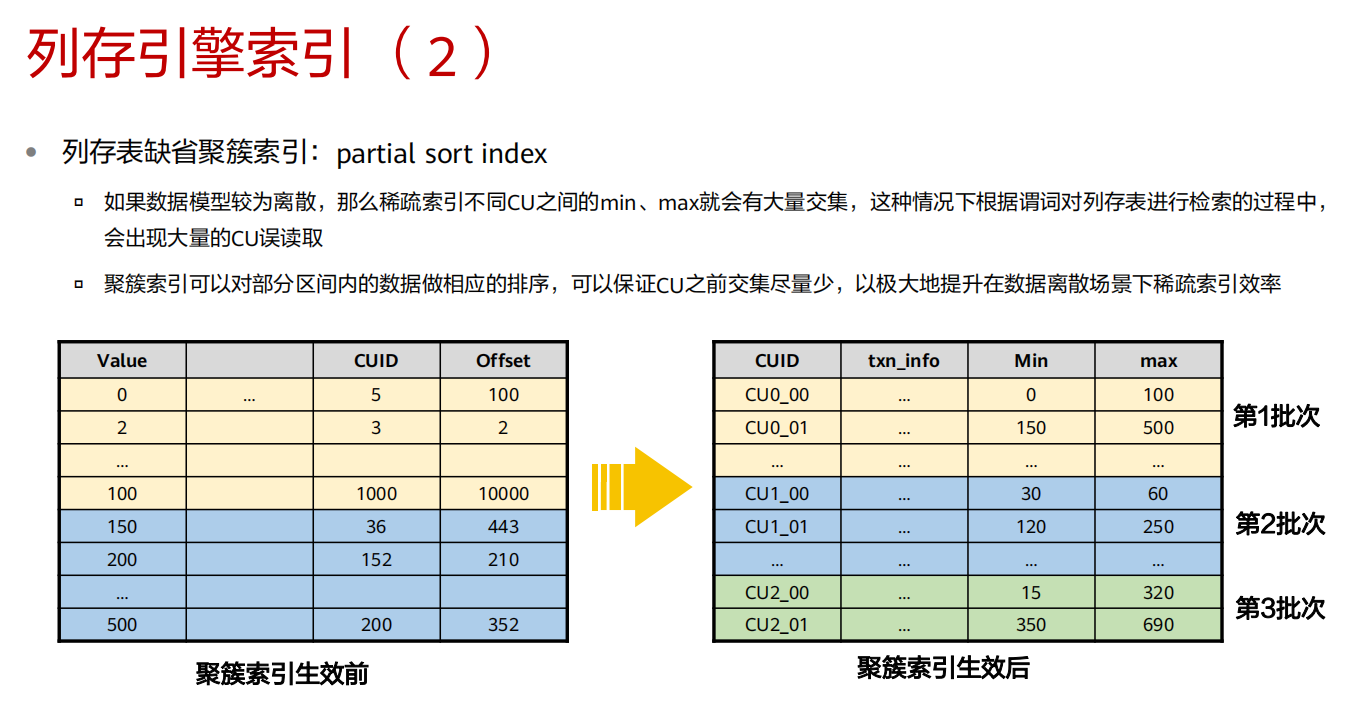 列存引擎索引（2）
列存表缺省聚簇索引：partial sort index
如果数据模型较为离散，那么稀疏索引不同CU之间的min、max就会有大量交集，这种情况下根据谓词对列存表进行检索的过程中，
会出现大量的CU误读取
聚簇索引可以对部分区间内的数据做相应的排序，可以保证CU之前交集尽量少，以极大地提升在数据离散场景下稀疏索引效率
Value CUID Offset
0 ... 5 100
2 3 2
...
100 1000 10000
150 36 443
200 152 210
...
500 200 352
聚簇索引生效前
CUID txn_info Min max
CU0_00 ... 0 100
CU0_01 ... 150 500
... ... ... ...
第1批次
CU1_00 ... 30 60
CU1_01 ... 120 250
... ... ... ...
第2批次
CU2_00 ... 15 320
CU2_01 ... 350 690
第3批次
聚簇索引生效后